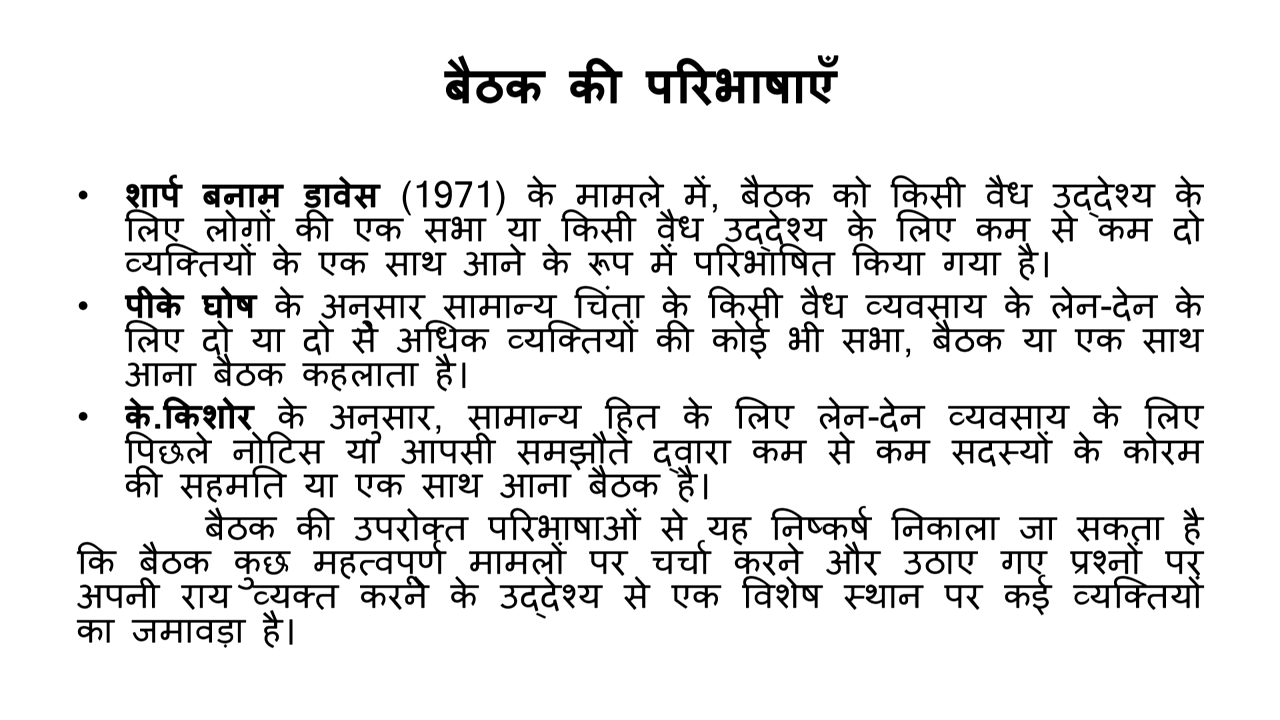 बैठक की परिभाषाएँ
• शार्प बनाम डावेस (1971) के मामले में, बैठक को किसी वैध उद्देश्य के
लिए लोगों की एक सभा या किसी वैध उद्देश्य के लिए कम से कम दो
व्यक्तियों के एक साथ आने के रूप में परिभाषित किया गया है।
• पीके घोष के अनुसार सामान्य चिंता के किसी वैध व्यवसाय के लेन-देन के
लिए दो या दो से अधिक व्यक्तियों की कोई भी सभा, बैठक या एक साथ
आना बैठक कहलाता है।
• के.किशोर के अनुसार, सामान्य हित के लिए लेन-देन व्यवसाय के लिए
पिछले नोटिस या आपसी समझौते द्वारा कम से कम सदस्यों के कोरम
की सहमति या एक साथ आना बैठक है।
बैठक की उपरोक्त परिभाषाओं से यह निष्कर्ष निकाला जा सकता है
कि बैठक कुछ महत्वपूर्ण मामलों पर चर्चा करने और उठाए गए प्रश्नों पर
अपनी राय व्यक्त करने के उद्देश्य से एक विशेष स्थान पर कई व्यक्तियों
का जमावड़ा है।